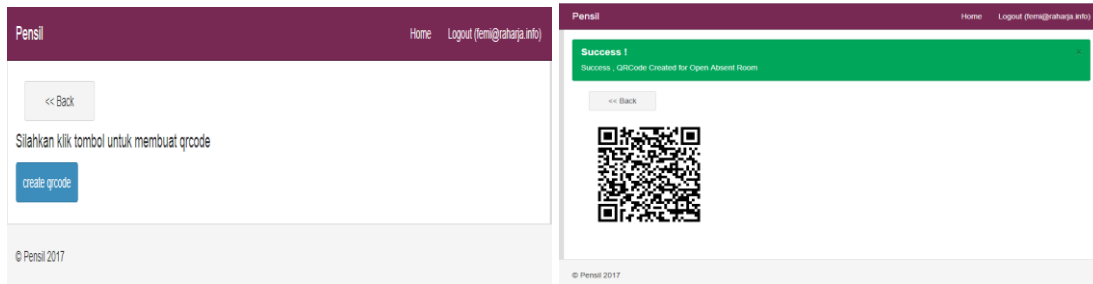 Pensil Home Logout (femi@raharja.info)
<< Back
Silahkan klik tombol untuk membuat qrcode
create qrcode
© Pensil 2017
Pensil Home Logout (femi@raharja.info)
Success ! ×
Success , QRCode Created for Open Absent Room
<< Back
© Pensil 2017